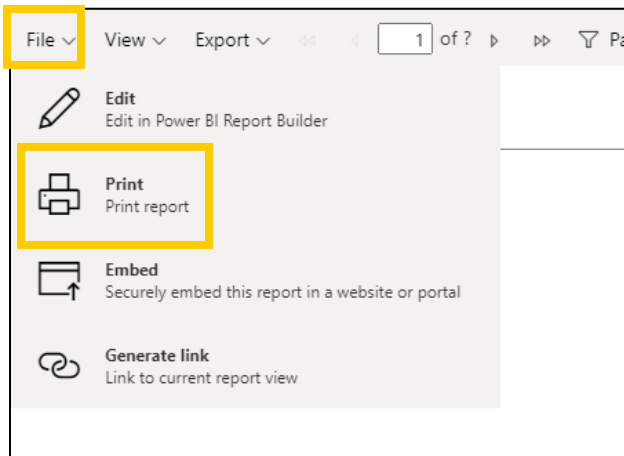 File View Export 1 of ? Pa
Edit
Edit in Power BI Report Builder
Print
Print report
Embed
Securely embed this report in a website or portal
Generate link
Link to current report view